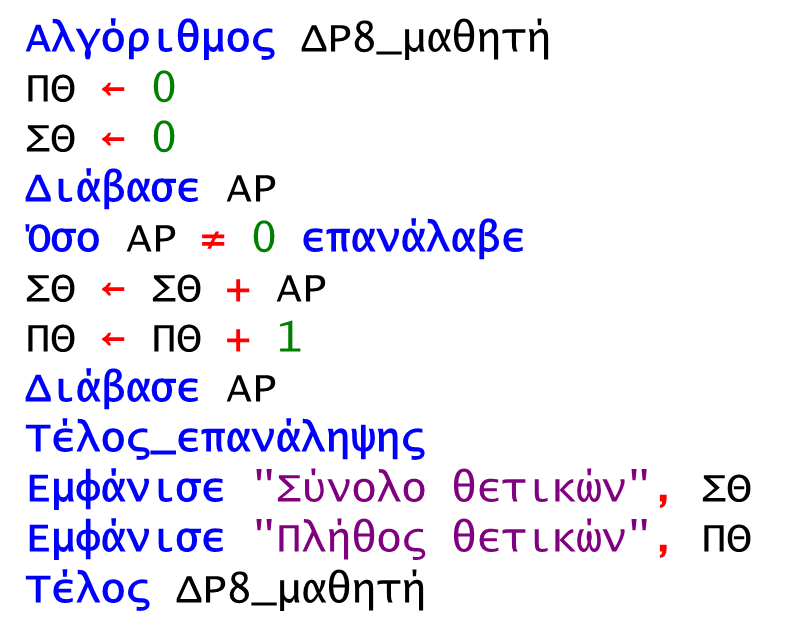 Αλγόριθμος ΔΡ8_μαθητή
ΠΘ ← 0
ΣΘ ← 0
Διάβασε ΑΡ
Όσο ΑΡ ≠ 0 επανάλαβε
ΣΘ ← ΣΘ + ΑΡ
ΠΘ ← ΠΘ + 1
Διάβασε ΑΡ
Τέλος_επανάληψης
Εμφάνισε "Σύνολο θετικών", ΣΘ
Εμφάνισε "Πλήθος θετικών", ΠΘ
Τέλος ΔΡ8_μαθητή